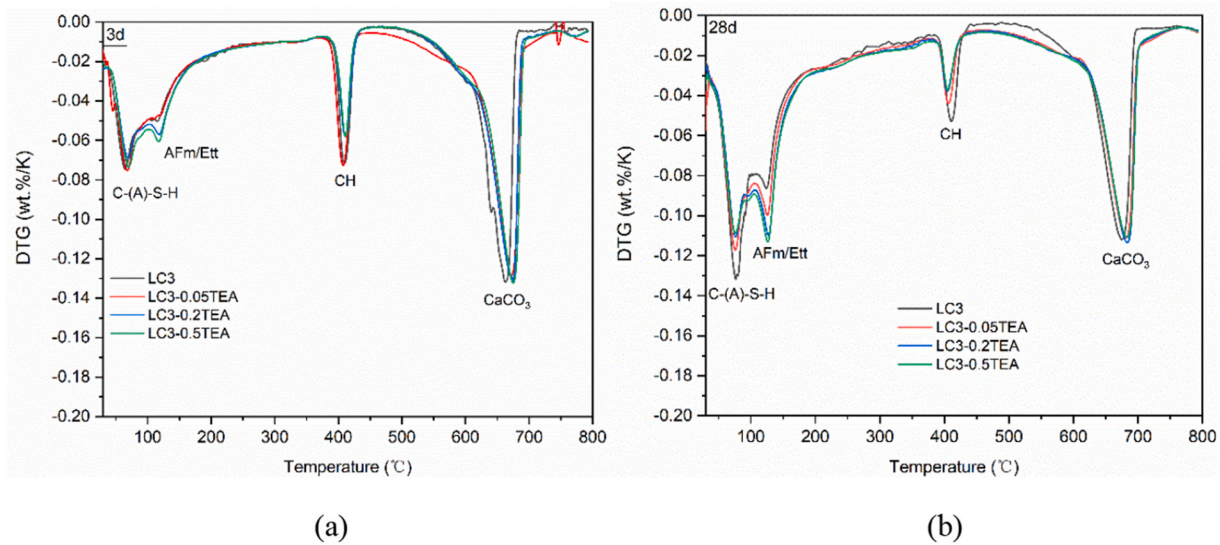 3d
0.00
-0.02
-0.04
-0.06
-0.08
-0.10
-0.12
-0.14
-0.16
-0.18
-0.20
DTG (wt.%/K)
AFm/Ett
C-(A)-S-H
CH
CaCO₃
LC3
LC3-0.05TEA
LC3-0.2TEA
LC3-0.5TEA
100 200 300 400 500 600 700 800
Temperature (℃)
(a)
28d
0.00
-0.02
-0.04
-0.06
-0.08
-0.10
-0.12
-0.14
-0.16
-0.18
-0.20
DTG (wt.%/K)
CH
AFm/Ett
C-(A)-S-H
CaCO₃
LC3
LC3-0.05TEA
LC3-0.2TEA
LC3-0.5TEA
100 200 300 400 500 600 700 800
Temperature (℃)
(b)